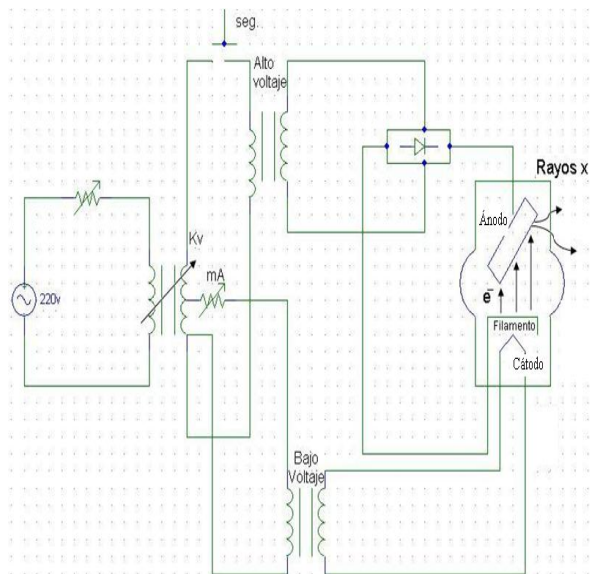 seg.
Alto
voltaje
Rayos x
Ánodo
Kv
mA
220v
e̅
Filamento
Cátodo
Bajo
Voltaje